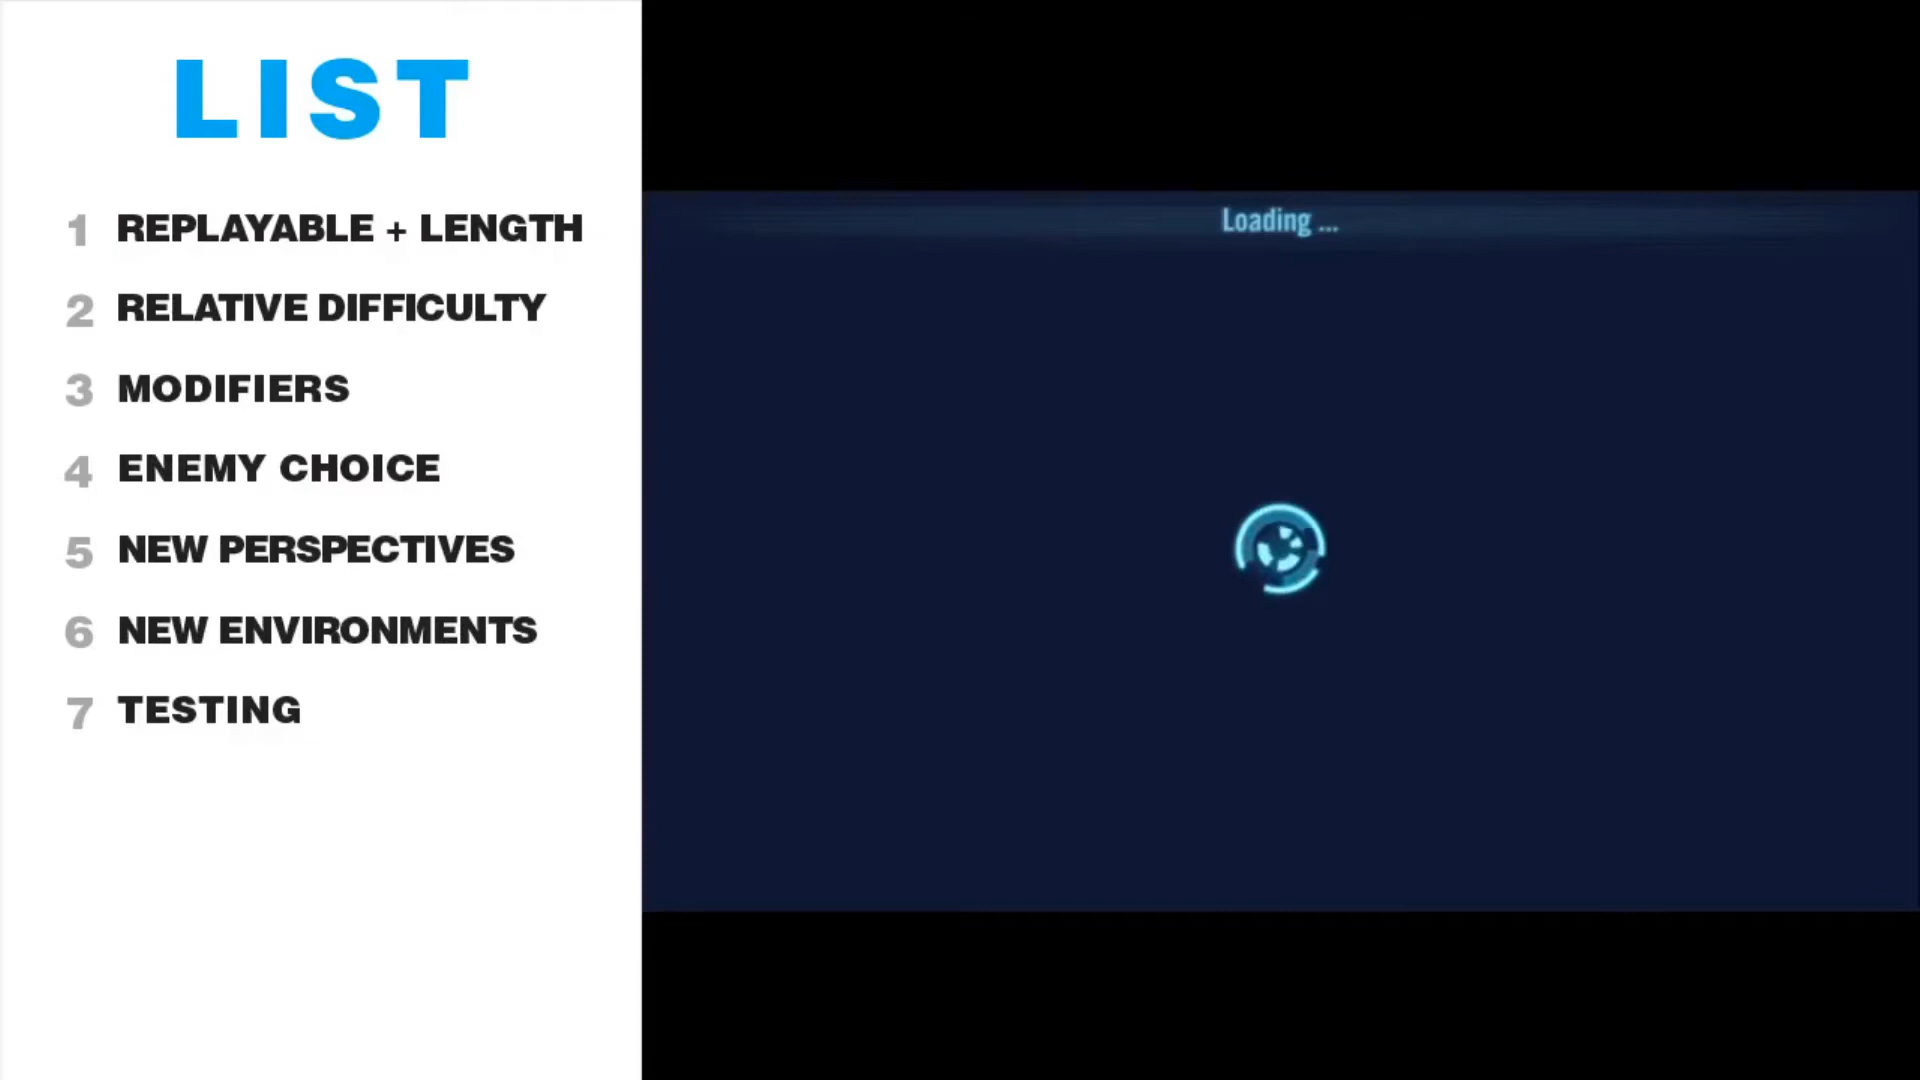 LIST
1 REPLAYABLE + LENGTH
2 RELATIVE DIFFICULTY
3 MODIFIERS
4 ENEMY CHOICE
5 NEW PERSPECTIVES
6 NEW ENVIRONMENTS
7 TESTING
Loading ...